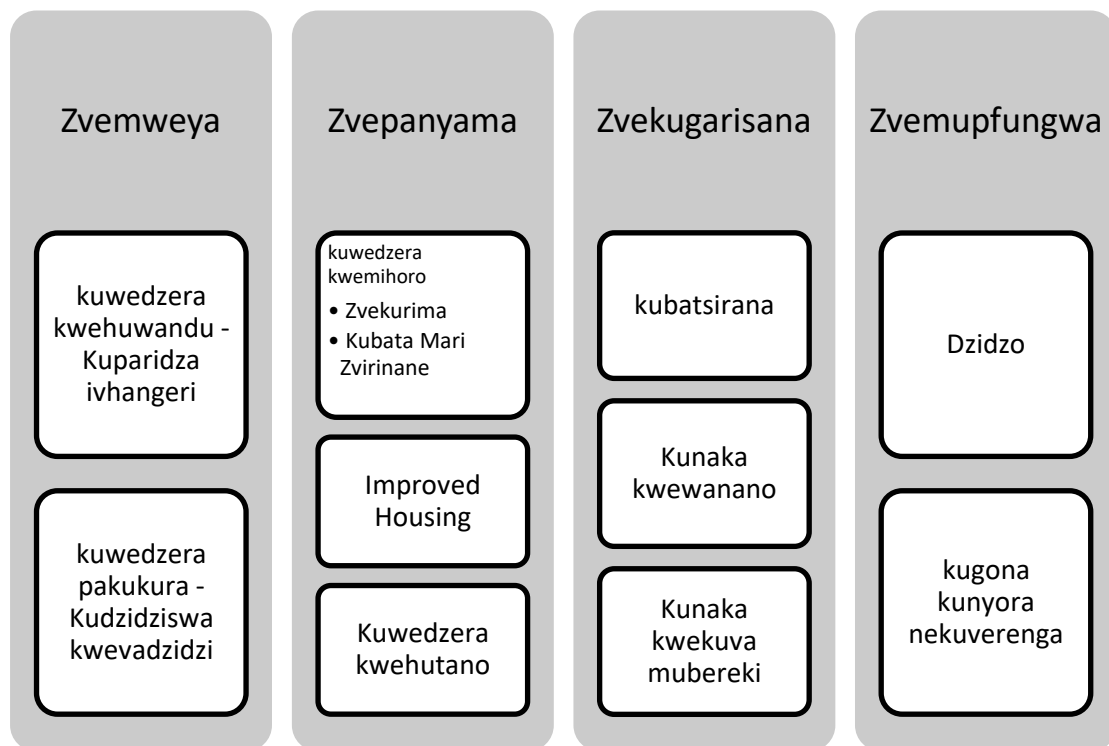 Zvemweya
kuwedzera
kwehuwandu -
Kuparidza
ivhangeri
kuwedzera
pakukura -
Kudzidziswa
kwevadzidzi
Zvepanyama
kuwedzera
kwemihoro
• Zvekurima
• Kubata Mari
Zvirinane
Improved
Housing
Kuwedzera
kwehutano
Zvekugarisana
kubatsirana
Kunaka
kwewanano
Kunaka
kwekuva
mubereki
Zvemupfungwa
Dzidzo
kugona
kunyora
nekuverenga